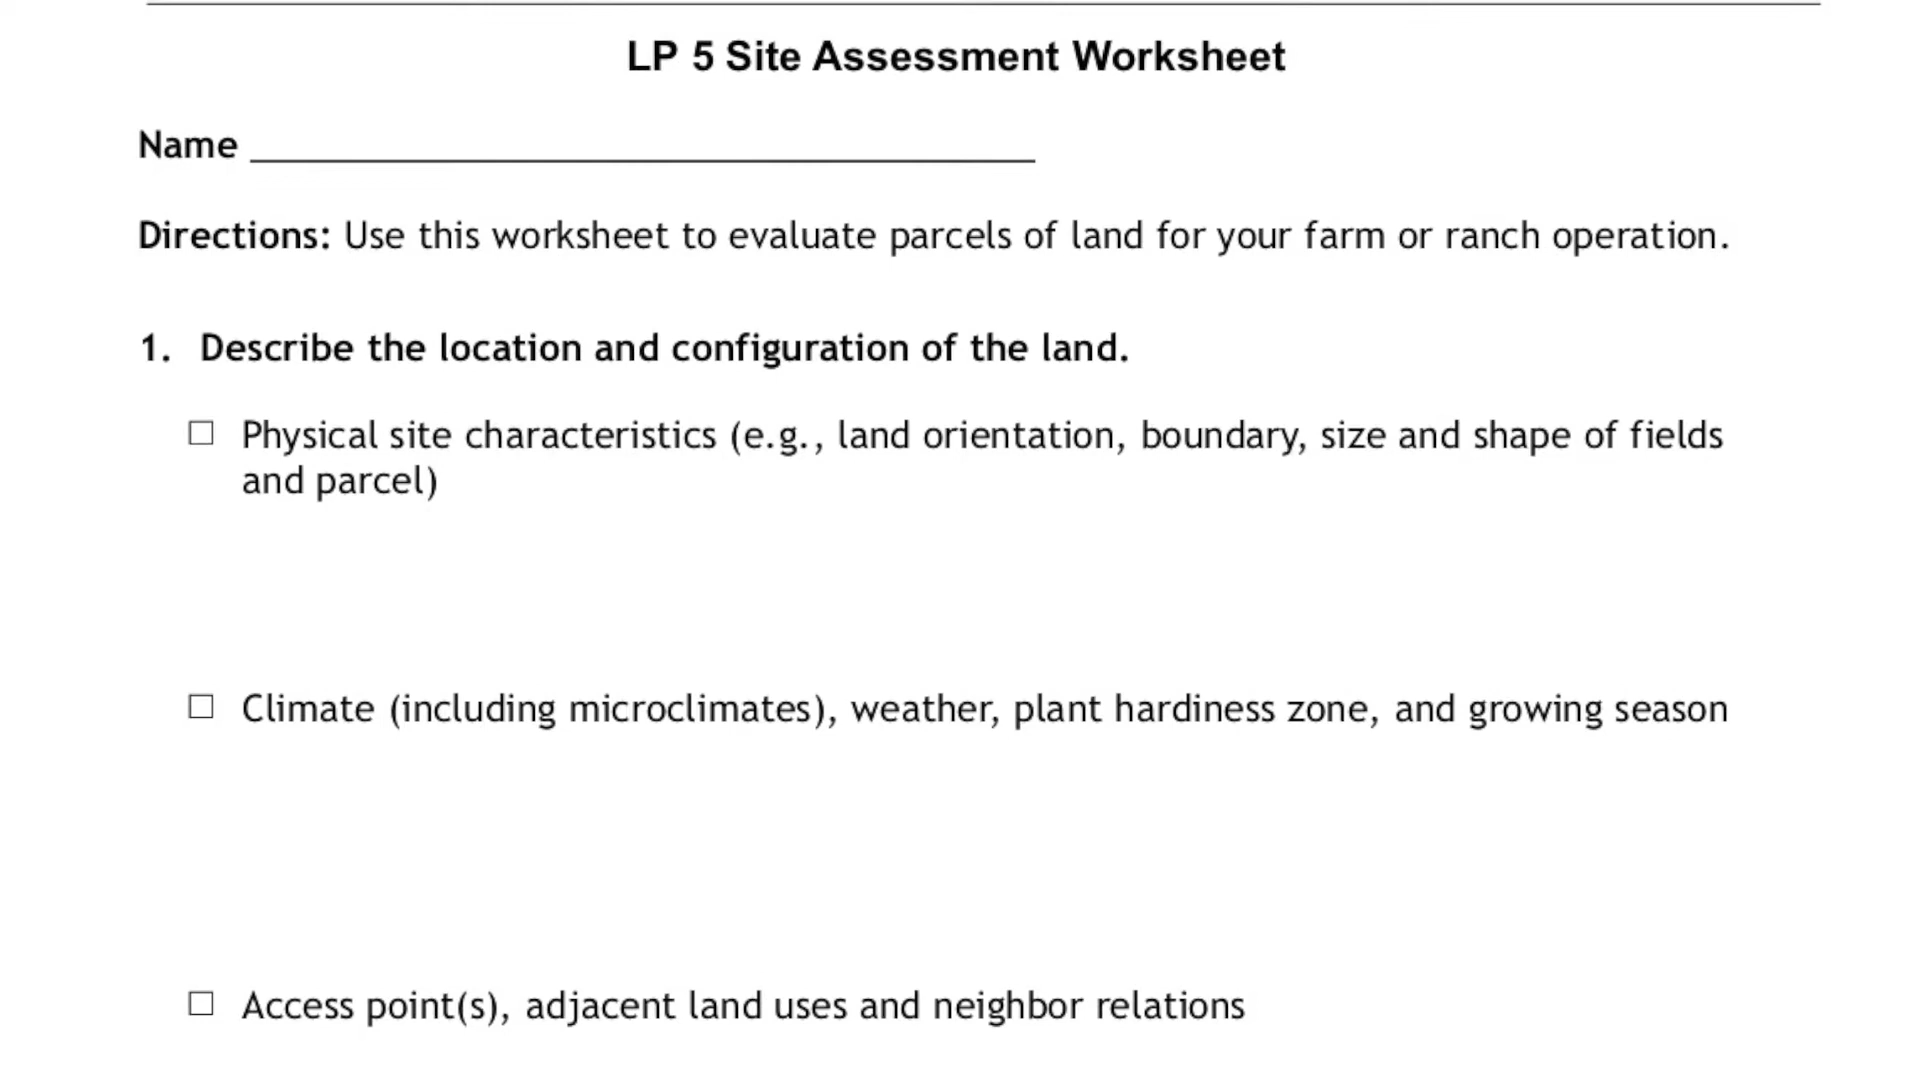 LP 5 Site Assessment Worksheet
Name
Directions: Use this worksheet to evaluate parcels of land for your farm or ranch operation.
1. Describe the location and configuration of the land.
Physical site characteristics (e.g., land orientation, boundary, size and shape of fields
and parcel)
Climate (including microclimates), weather, plant hardiness zone, and growing season
Access point(s), adjacent land uses and neighbor relations